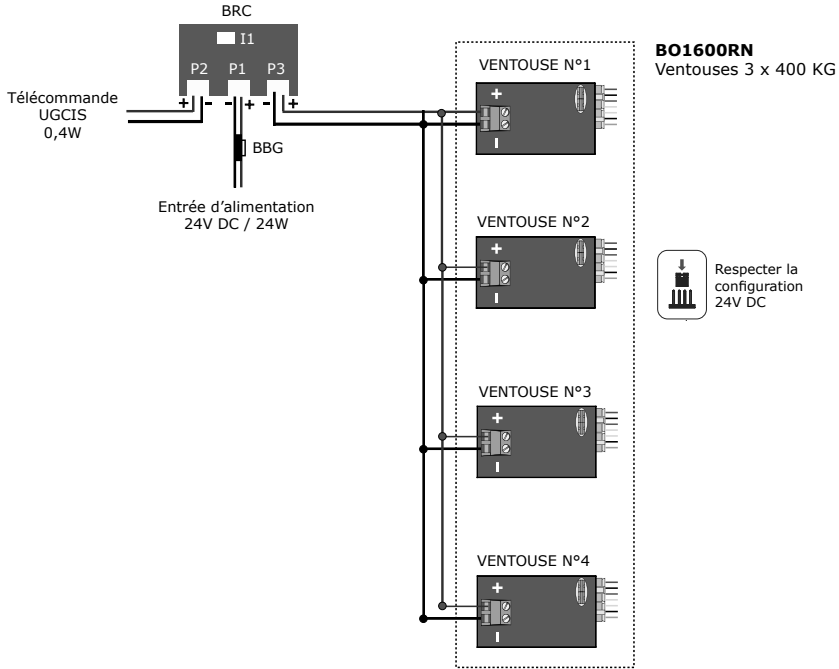 BRC
I1
P2 P1 P3
+ - - + - +
Télécommande
UGCIS
0,4W
BBG
Entrée d’alimentation
24V DC / 24W
VENTOUSE N°1
+
-
VENTOUSE N°2
+
-
VENTOUSE N°3
+
-
VENTOUSE N°4
+
-
BO1600RN
Ventouses 3 x 400 KG
Respecter la
configuration
24V DC